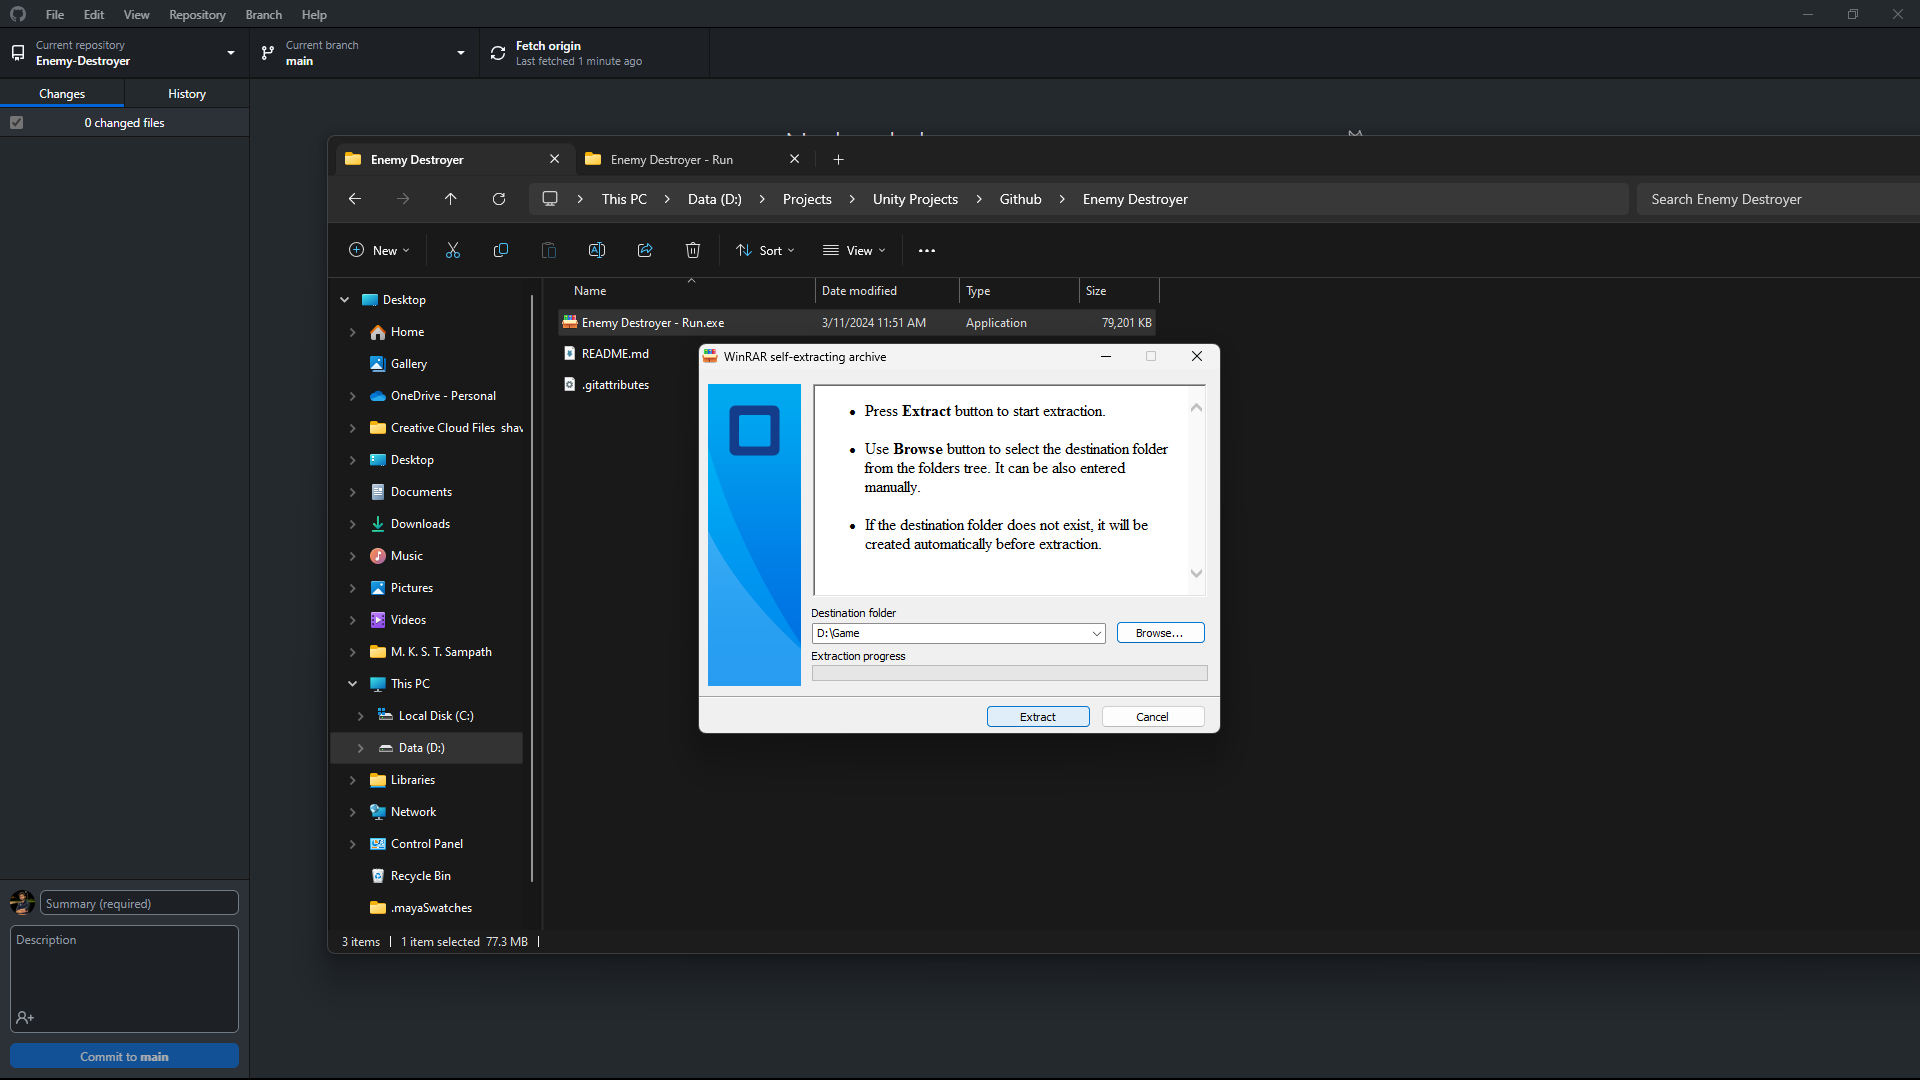 File Edit View Repository Branch Help
Current repository
Enemy-Destroyer
Current branch
main
Fetch origin
Last fetched 1 minute ago
Changes History
0 changed files
Enemy Destroyer
Enemy Destroyer - Run
This PC Data (D:) Projects Unity Projects Github Enemy Destroyer
Search Enemy Destroyer
New Sort View
Name Date modified Type Size
Enemy Destroyer - Run.exe 3/11/2024 11:51 AM Application 79,201 KB
README.md
.gitattributes
Desktop
Home
Gallery
OneDrive - Personal
Creative Cloud Files shav
Desktop
Documents
Downloads
Music
Pictures
Videos
M. K. S. T. Sampath
This PC
Local Disk (C:)
Data (D:)
Libraries
Network
Control Panel
Recycle Bin
.mayaSwatches
3 items 1 item selected 77.3 MB
WinRAR self-extracting archive
• Press Extract button to start extraction.
• Use Browse button to select the destination folder
from the folders tree. It can be also entered
manually.
• If the destination folder does not exist, it will be
created automatically before extraction.
Destination folder
D:\Game
Browse...
Extraction progress
Extract Cancel
Summary (required)
Description
Commit to main